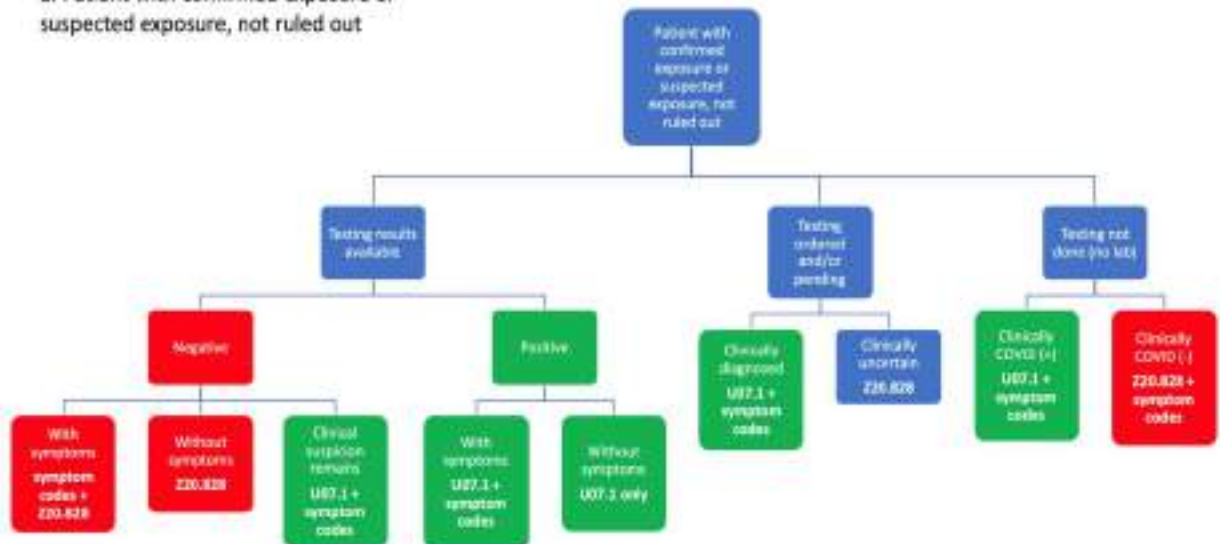 suspected exposure, not ruled out
Patient with
confirmed
exposure or
suspected
exposure, not
ruled out
Testing results
available
Testing
ordered
and/or
pending
Testing not
done (no lab)
Negative
Positive
Clinically
diagnosed
U07.1 +
symptom
codes
Clinically
uncertain
Z20.828
Clinically
COVID (+)
U07.1 +
symptom
codes
Clinically
COVID (-)
Z20.828 +
symptom
codes
With
symptoms
symptom
codes +
Z20.828
Without
symptoms
Z20.828
Clinical
suspicion
remains
U07.1 +
symptom
codes
With
symptoms
U07.1 +
symptom
codes
Without
symptoms
U07.1 only